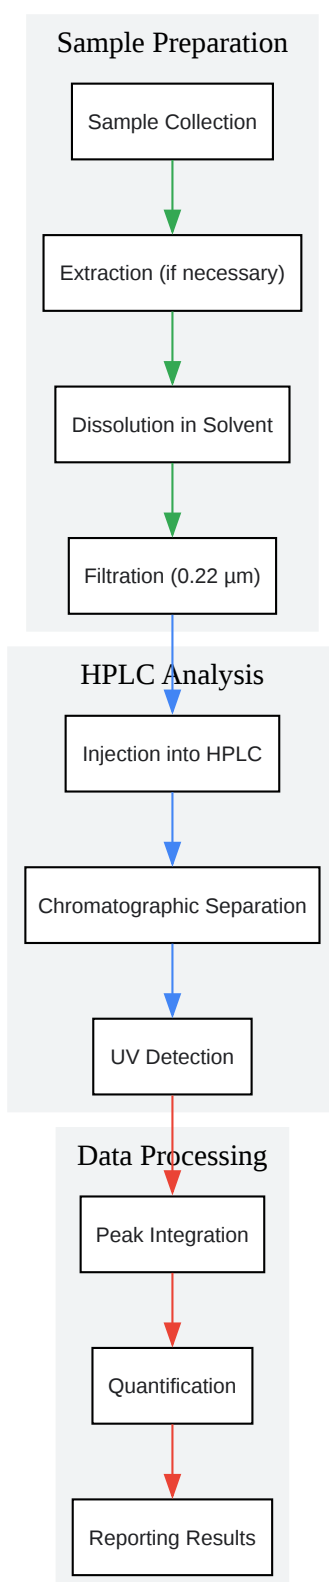 Sample Preparation
Sample Collection
Extraction (if necessary)
Dissolution in Solvent
Filtration (0.22 µm)
HPLC Analysis
Injection into HPLC
Chromatographic Separation
UV Detection
Data Processing
Peak Integration
Quantification
Reporting Results